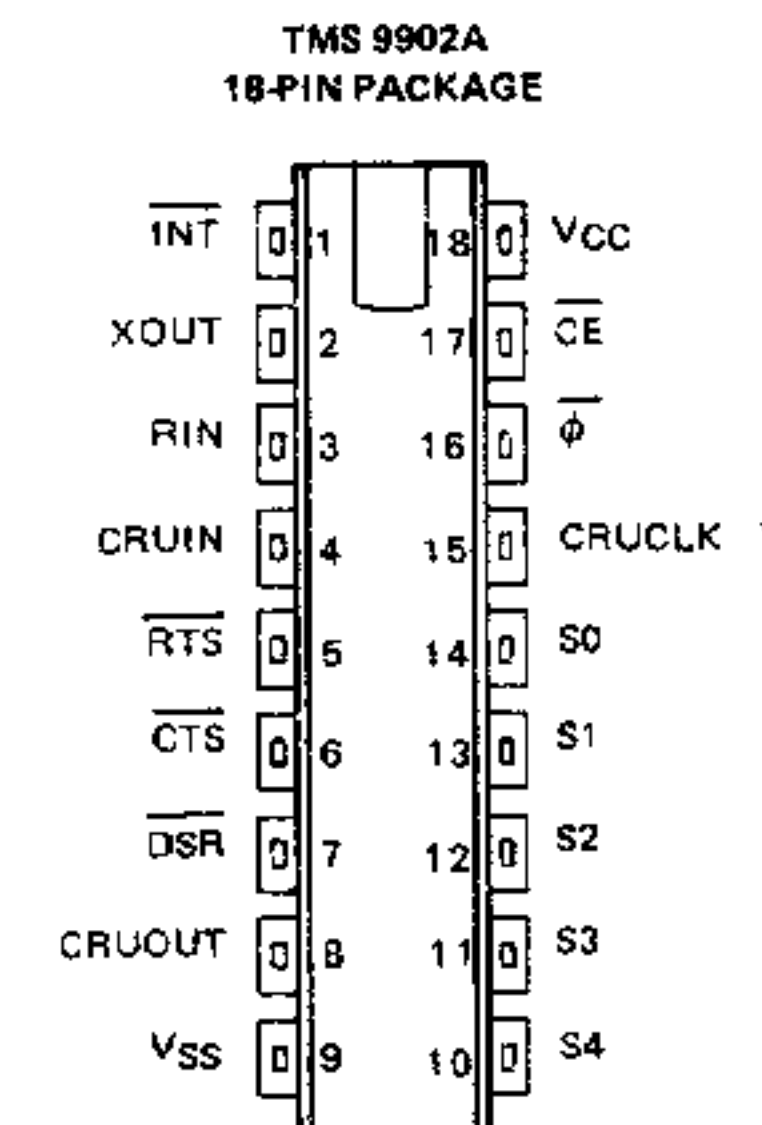 TMS 9902A
18-PIN PACKAGE
INT 1 18 VCC
XOUT 2 17 CE
RIN 3 16 ϕ
CRUIN 4 15 CRUCLK
RTS 5 14 S0
CTS 6 13 S1
DSR 7 12 S2
CRUOUT 8 11 S3
VSS 9 10 S4